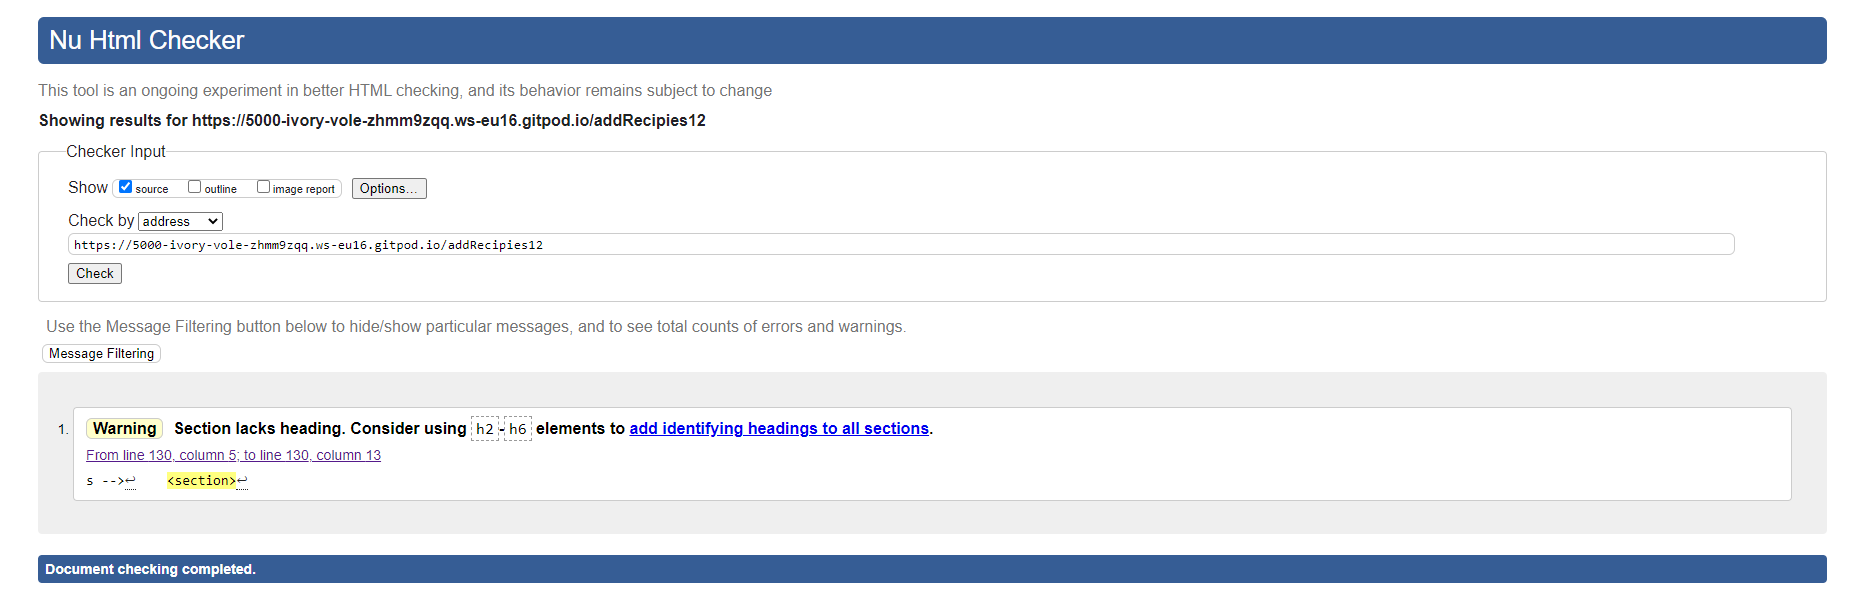 Nu Html Checker
This tool is an ongoing experiment in better HTML checking, and its behavior remains subject to change
Showing results for https://5000-ivory-vole-zhmm9zqq.ws-eu16.gitpod.io/addRecipies12
Checker Input
Show source outline image report Options...
Check by address
https://5000-ivory-vole-zhmm9zqq.ws-eu16.gitpod.io/addRecipies12
Check
Use the Message Filtering button below to hide/show particular messages, and to see total counts of errors and warnings.
Message Filtering
1. Warning Section lacks heading. Consider using h2-h6 elements to add identifying headings to all sections.
From line 130, column 5; to line 130, column 13
s -->↩ <section>↩
Document checking completed.